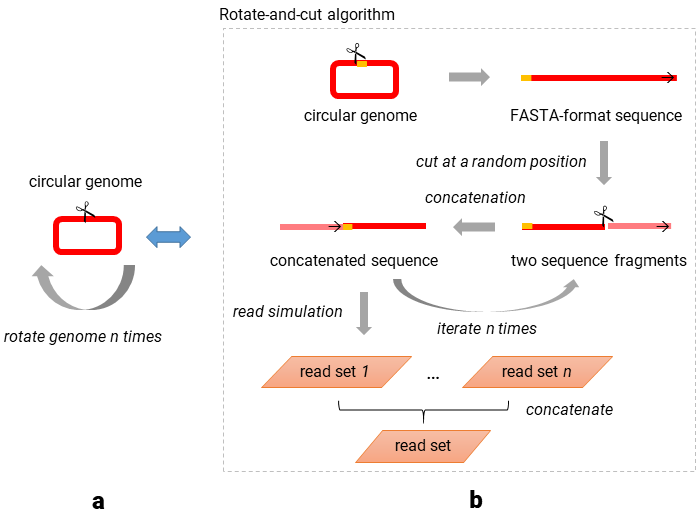 Rotate-and-cut algorithm
circular genome
FASTA-format sequence
cut at a random position
circular genome
concatenation
concatenated sequence
two sequence fragments
read simulation
iterate n times
rotate genome n times
read set 1
...
read set n
concatenate
read set
a
b